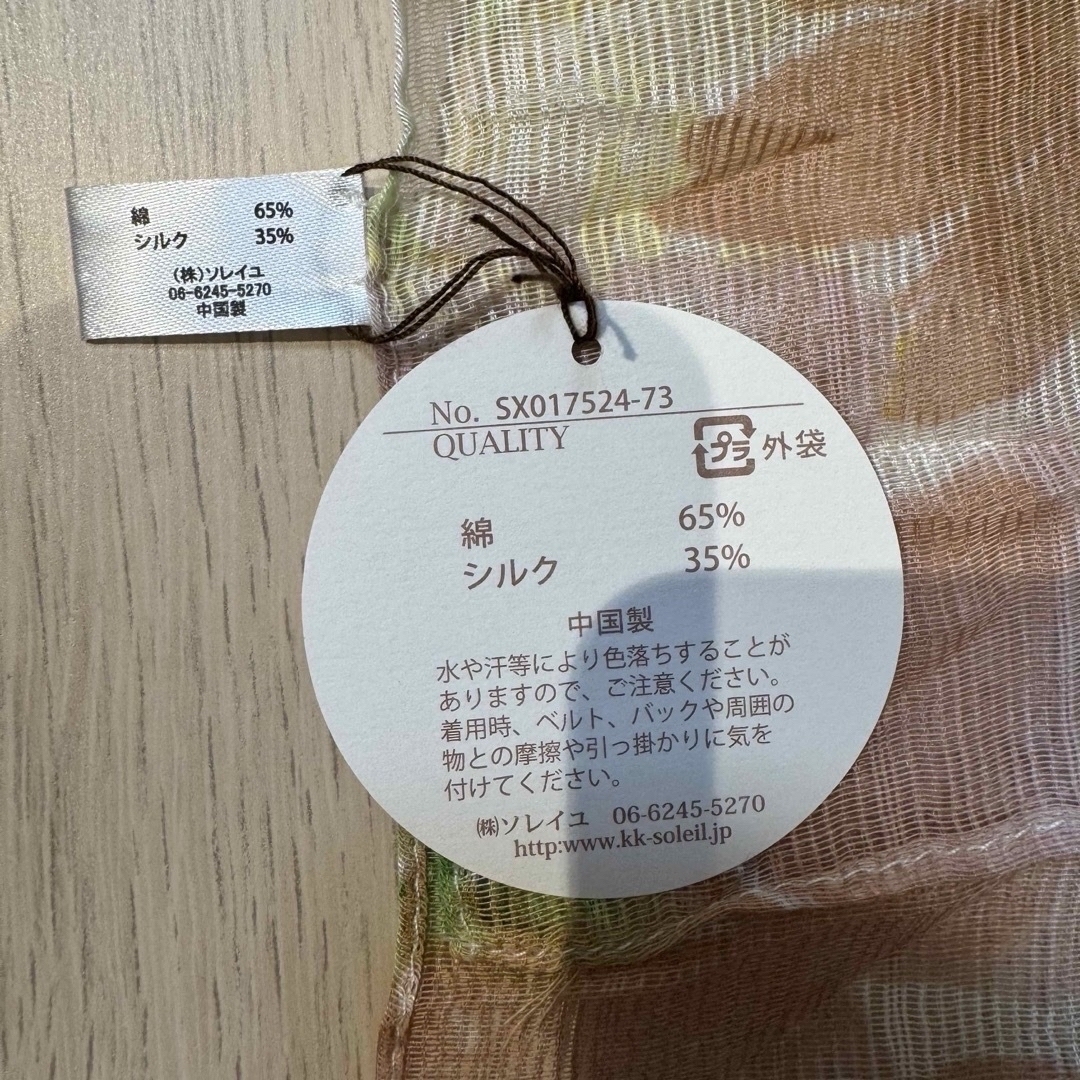 綿 65%
シルク 35%
(株)ソレイユ
06-6245-5270
中国製
No. SX017524-73
QUALITY
プラ 外袋
綿 65%
シルク 35%
中国製
水や汗等により色落ちすることが
ありますので、ご注意ください。
着用時、ベルト、バックや周囲の
物との摩擦や引っ掛かりに気を
付けてください。
㈱ソレイユ 06-6245-5270
http:www.kk-soleil.jp